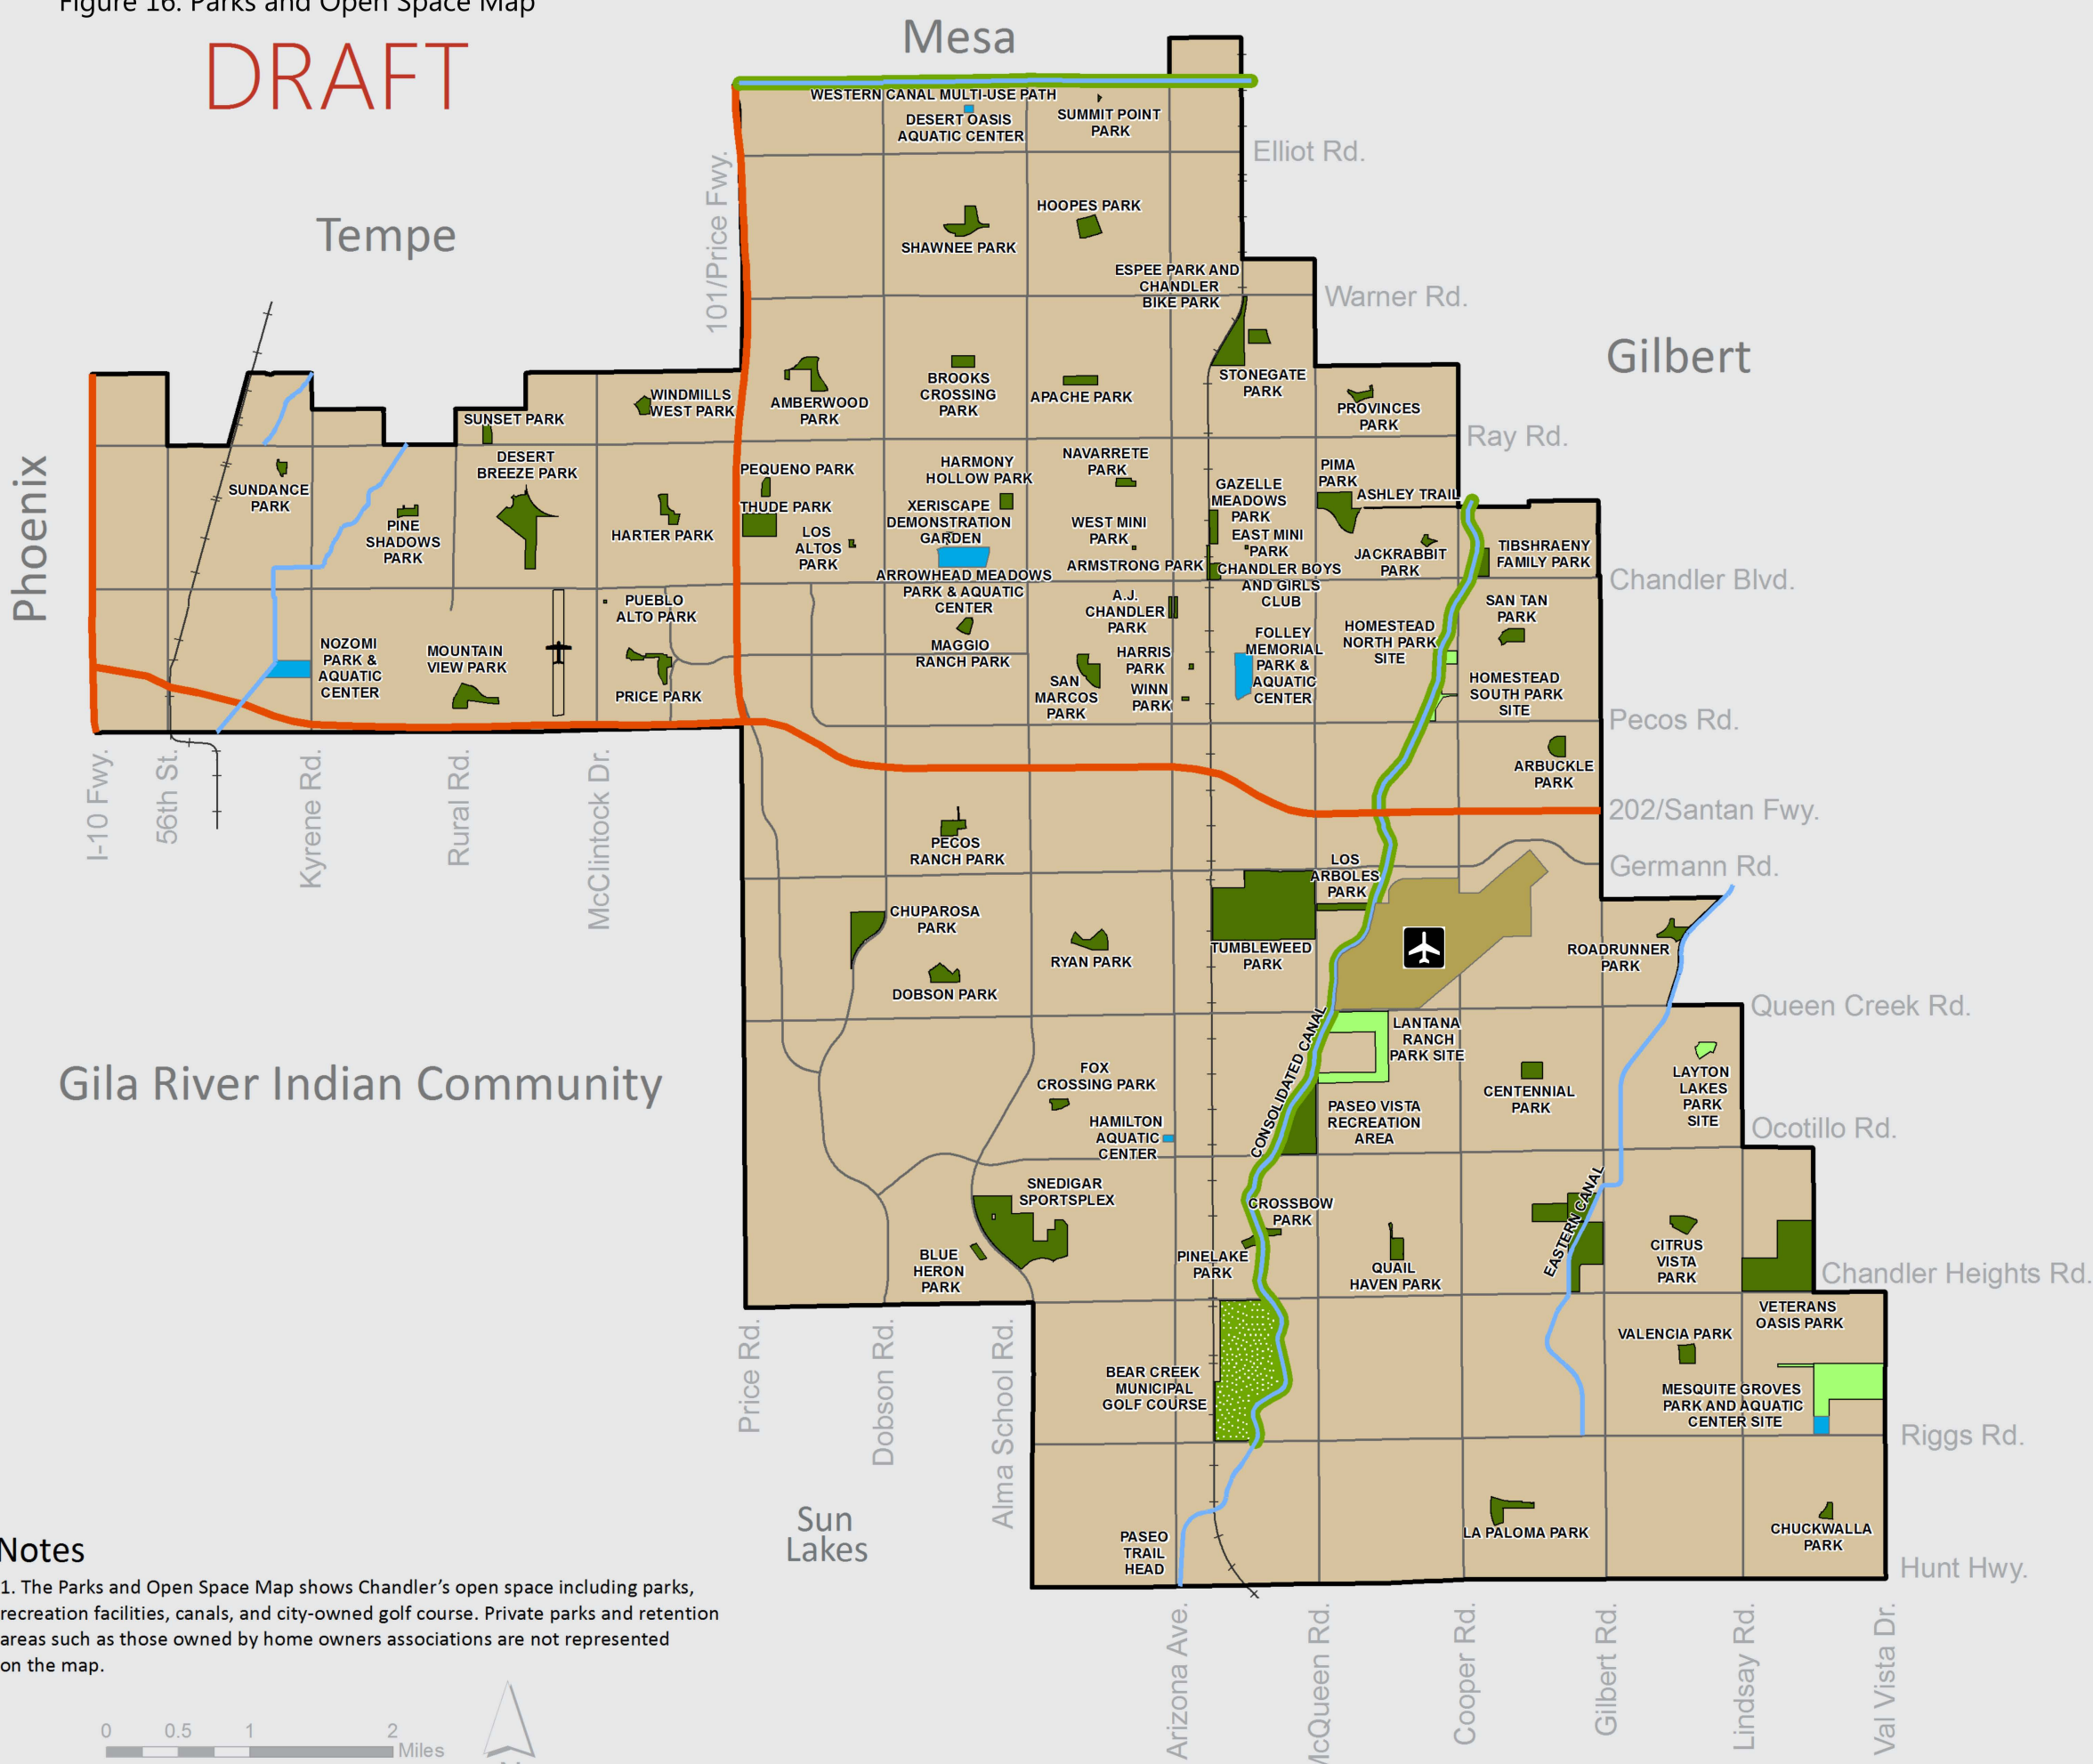 Figure 16. Parks and Open Space Map
DRAFT
Mesa
WESTERN CANAL MULTI-USE PATH
DESERT OASIS
AQUATIC CENTER
SUMMIT POINT
PARK
Elliot Rd.
101/Price Fwy.
Tempe
HOOPES PARK
SHAWNEE PARK
ESPEE PARK AND
CHANDLER
BIKE PARK
Warner Rd.
Gilbert
STONEGATE
PARK
BROOKS
CROSSING
PARK
APACHE PARK
AMBERWOOD
PARK
WINDMILLS
WEST PARK
PROVINCES
PARK
SUNSET PARK
Ray Rd.
Phoenix
SUNDANCE
PARK
DESERT
BREEZE PARK
PINE
SHADOWS
PARK
HARTER PARK
PEQUENO PARK
THUDE PARK
LOS
ALTOS
PARK
HARMONY
HOLLOW PARK
XERISCAPE
DEMONSTRATION
GARDEN
NAVARRETE
PARK
WEST MINI
PARK
GAZELLE
MEADOWS
PARK
EAST MINI
PARK
PIMA
PARK
ASHLEY TRAIL
JACKRABBIT
PARK
TIBSHRAENY
FAMILY PARK
ARROWHEAD MEADOWS
PARK & AQUATIC
CENTER
ARMSTRONG PARK
CHANDLER BOYS
AND GIRLS
CLUB
Chandler Blvd.
PUEBLO
ALTO PARK
A.J.
CHANDLER
PARK
SAN TAN
PARK
NOZOMI
PARK &
AQUATIC
CENTER
MOUNTAIN
VIEW PARK
PRICE PARK
MAGGIO
RANCH PARK
SAN
MARCOS
PARK
HARRIS
PARK
WINN
PARK
FOLLEY
MEMORIAL
PARK &
AQUATIC
CENTER
HOMESTEAD
NORTH PARK
SITE
HOMESTEAD
SOUTH PARK
SITE
Pecos Rd.
ARBUCKLE
PARK
I-10 Fwy.
56th St.
Kyrene Rd.
Rural Rd.
McClintock Dr.
202/Santan Fwy.
PECOS
RANCH PARK
LOS
ARBOLES
PARK
Germann Rd.
CHUPAROSA
PARK
RYAN PARK
TUMBLEWEED
PARK
ROADRUNNER
PARK
DOBSON PARK
Queen Creek Rd.
CONSOLIDATED CANAL
LANTANA
RANCH
PARK SITE
Gila River Indian Community
FOX
CROSSING PARK
CENTENNIAL
PARK
LAYTON
LAKES
PARK
SITE
HAMILTON
AQUATIC
CENTER
PASEO VISTA
RECREATION
AREA
Ocotillo Rd.
SNEDIGAR
SPORTSPLEX
CROSSBOW
PARK
EASTERN CANAL
BLUE
HERON
PARK
PINELAKE
PARK
QUAIL
HAVEN PARK
CITRUS
VISTA
PARK
Chandler Heights Rd.
VETERANS
OASIS PARK
VALENCIA PARK
Price Rd.
Dobson Rd.
Alma School Rd.
BEAR CREEK
MUNICIPAL
GOLF COURSE
MESQUITE GROVES
PARK AND AQUATIC
CENTER SITE
Riggs Rd.
Sun
Lakes
PASEO
TRAIL
HEAD
LA PALOMA PARK
CHUCKWALLA
PARK
Hunt Hwy.
Arizona Ave.
McQueen Rd.
Cooper Rd.
Gilbert Rd.
Lindsay Rd.
Val Vista Dr.
Notes
1. The Parks and Open Space Map shows Chandler’s open space including parks,
recreation facilities, canals, and city-owned golf course. Private parks and retention
areas such as those owned by home owners associations are not represented
on the map.
0 0.5 1 2
Miles